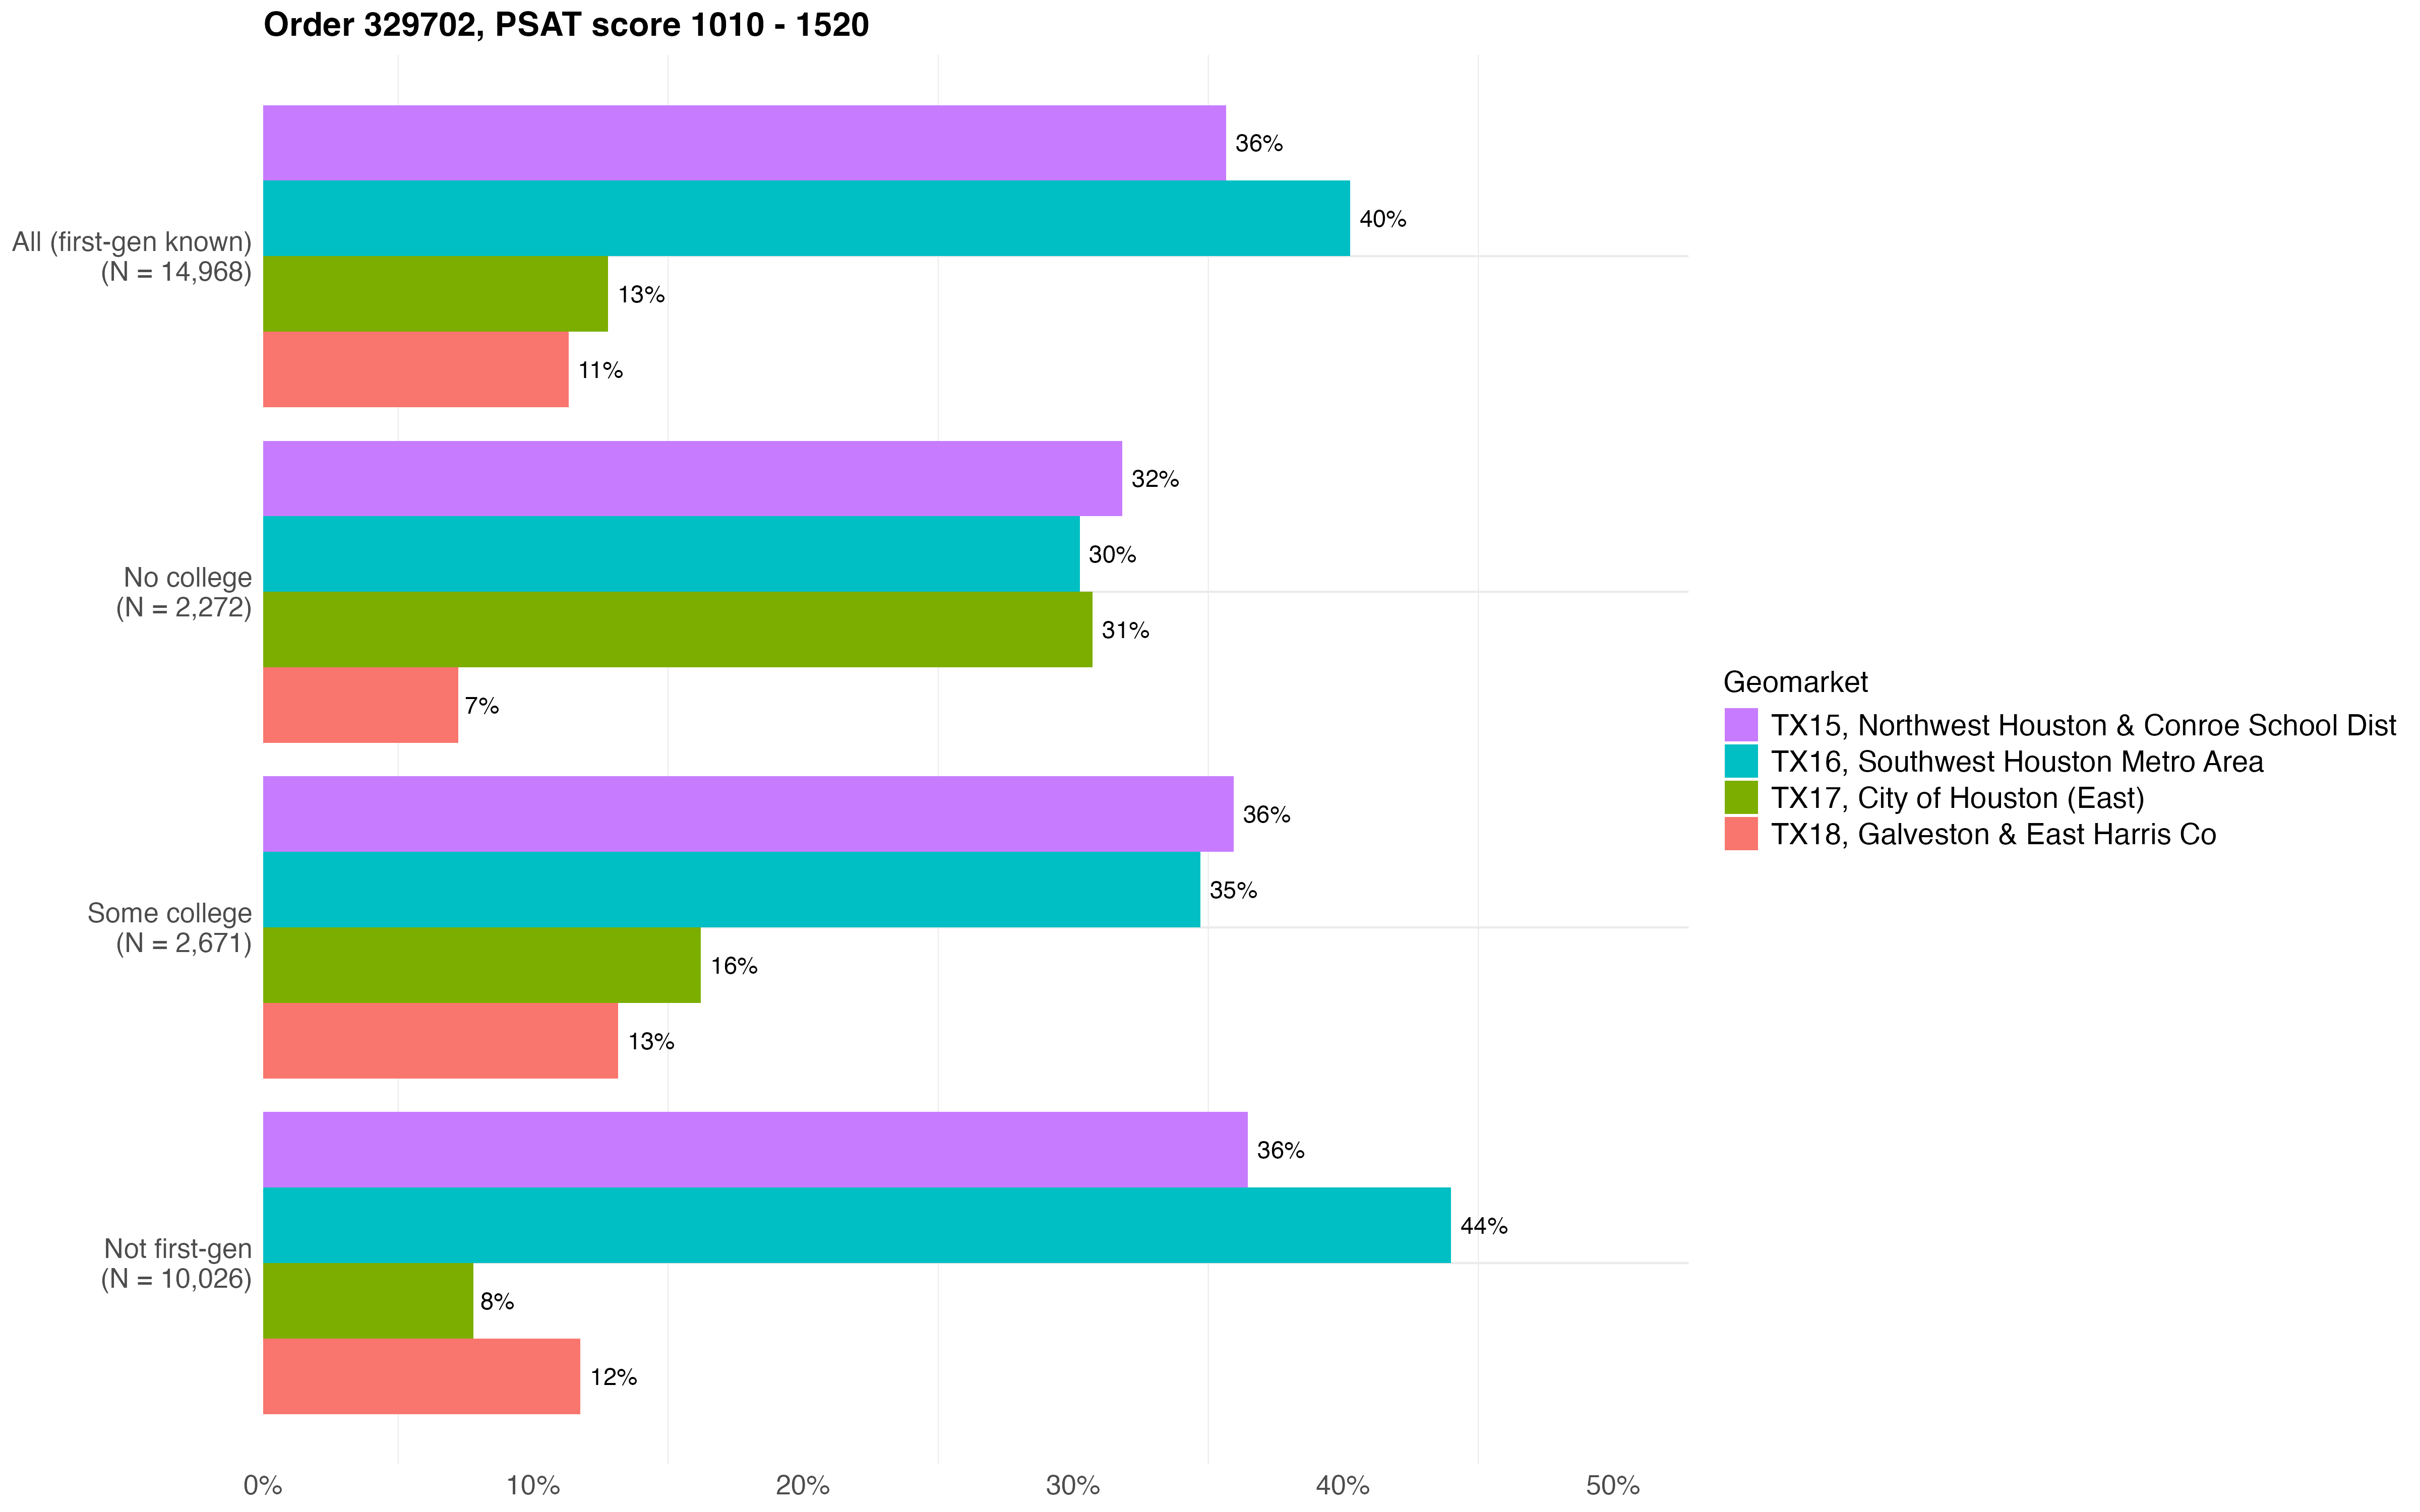 Order 329702, PSAT score 1010 - 1520
All (first-gen known)
(N = 14,968)
36%
40%
13%
11%
No college
(N = 2,272)
32%
30%
31%
7%
Some college
(N = 2,671)
36%
35%
16%
13%
Not first-gen
(N = 10,026)
36%
44%
8%
12%
0% 10% 20% 30% 40% 50%
Geomarket
TX15, Northwest Houston & Conroe School Dist
TX16, Southwest Houston Metro Area
TX17, City of Houston (East)
TX18, Galveston & East Harris Co